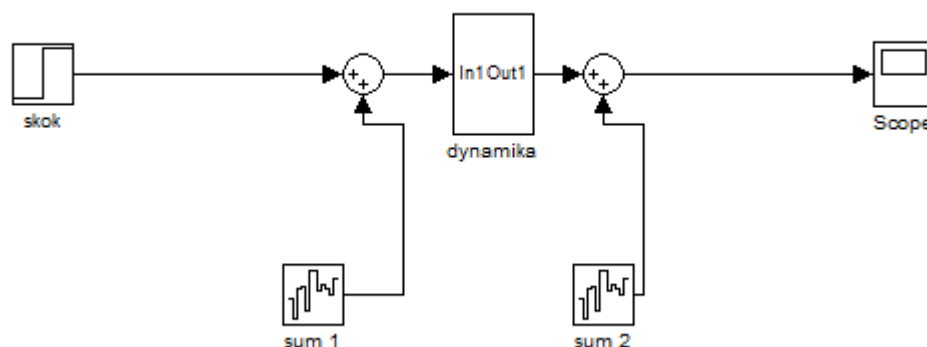 skok
+
+
In1 Out1
dynamika
+
+
Scope
sum 1
sum 2